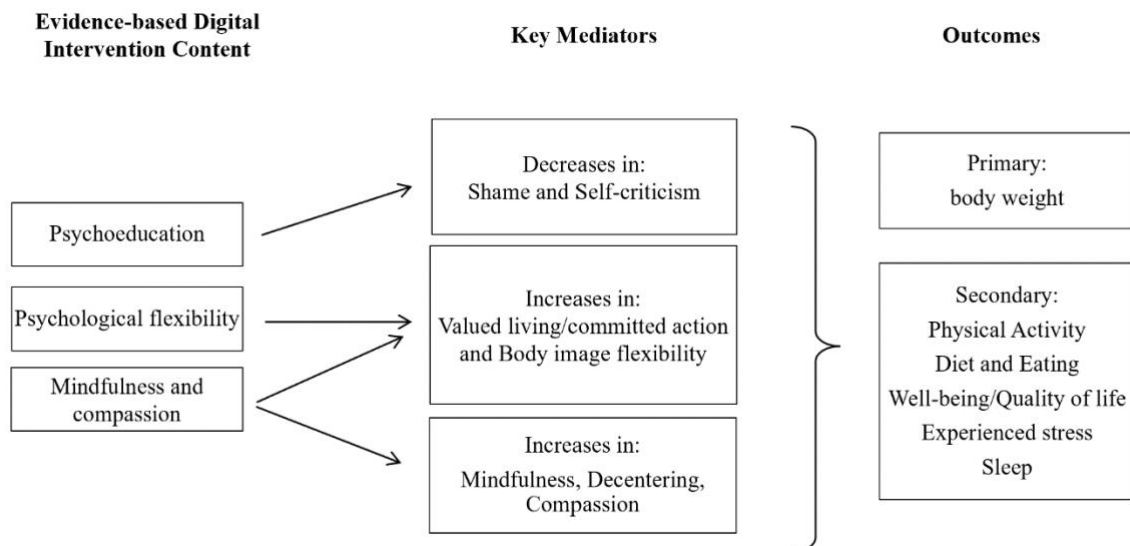 Evidence-based Digital
Intervention Content
Key Mediators
Outcomes
Psychoeducation
Psychological flexibility
Mindfulness and
compassion
Decreases in:
Shame and Self-criticism
Increases in:
Valued living/committed action
and Body image flexibility
Increases in:
Mindfulness, Decentering,
Compassion
Primary:
body weight
Secondary:
Physical Activity
Diet and Eating
Well-being/Quality of life
Experienced stress
Sleep